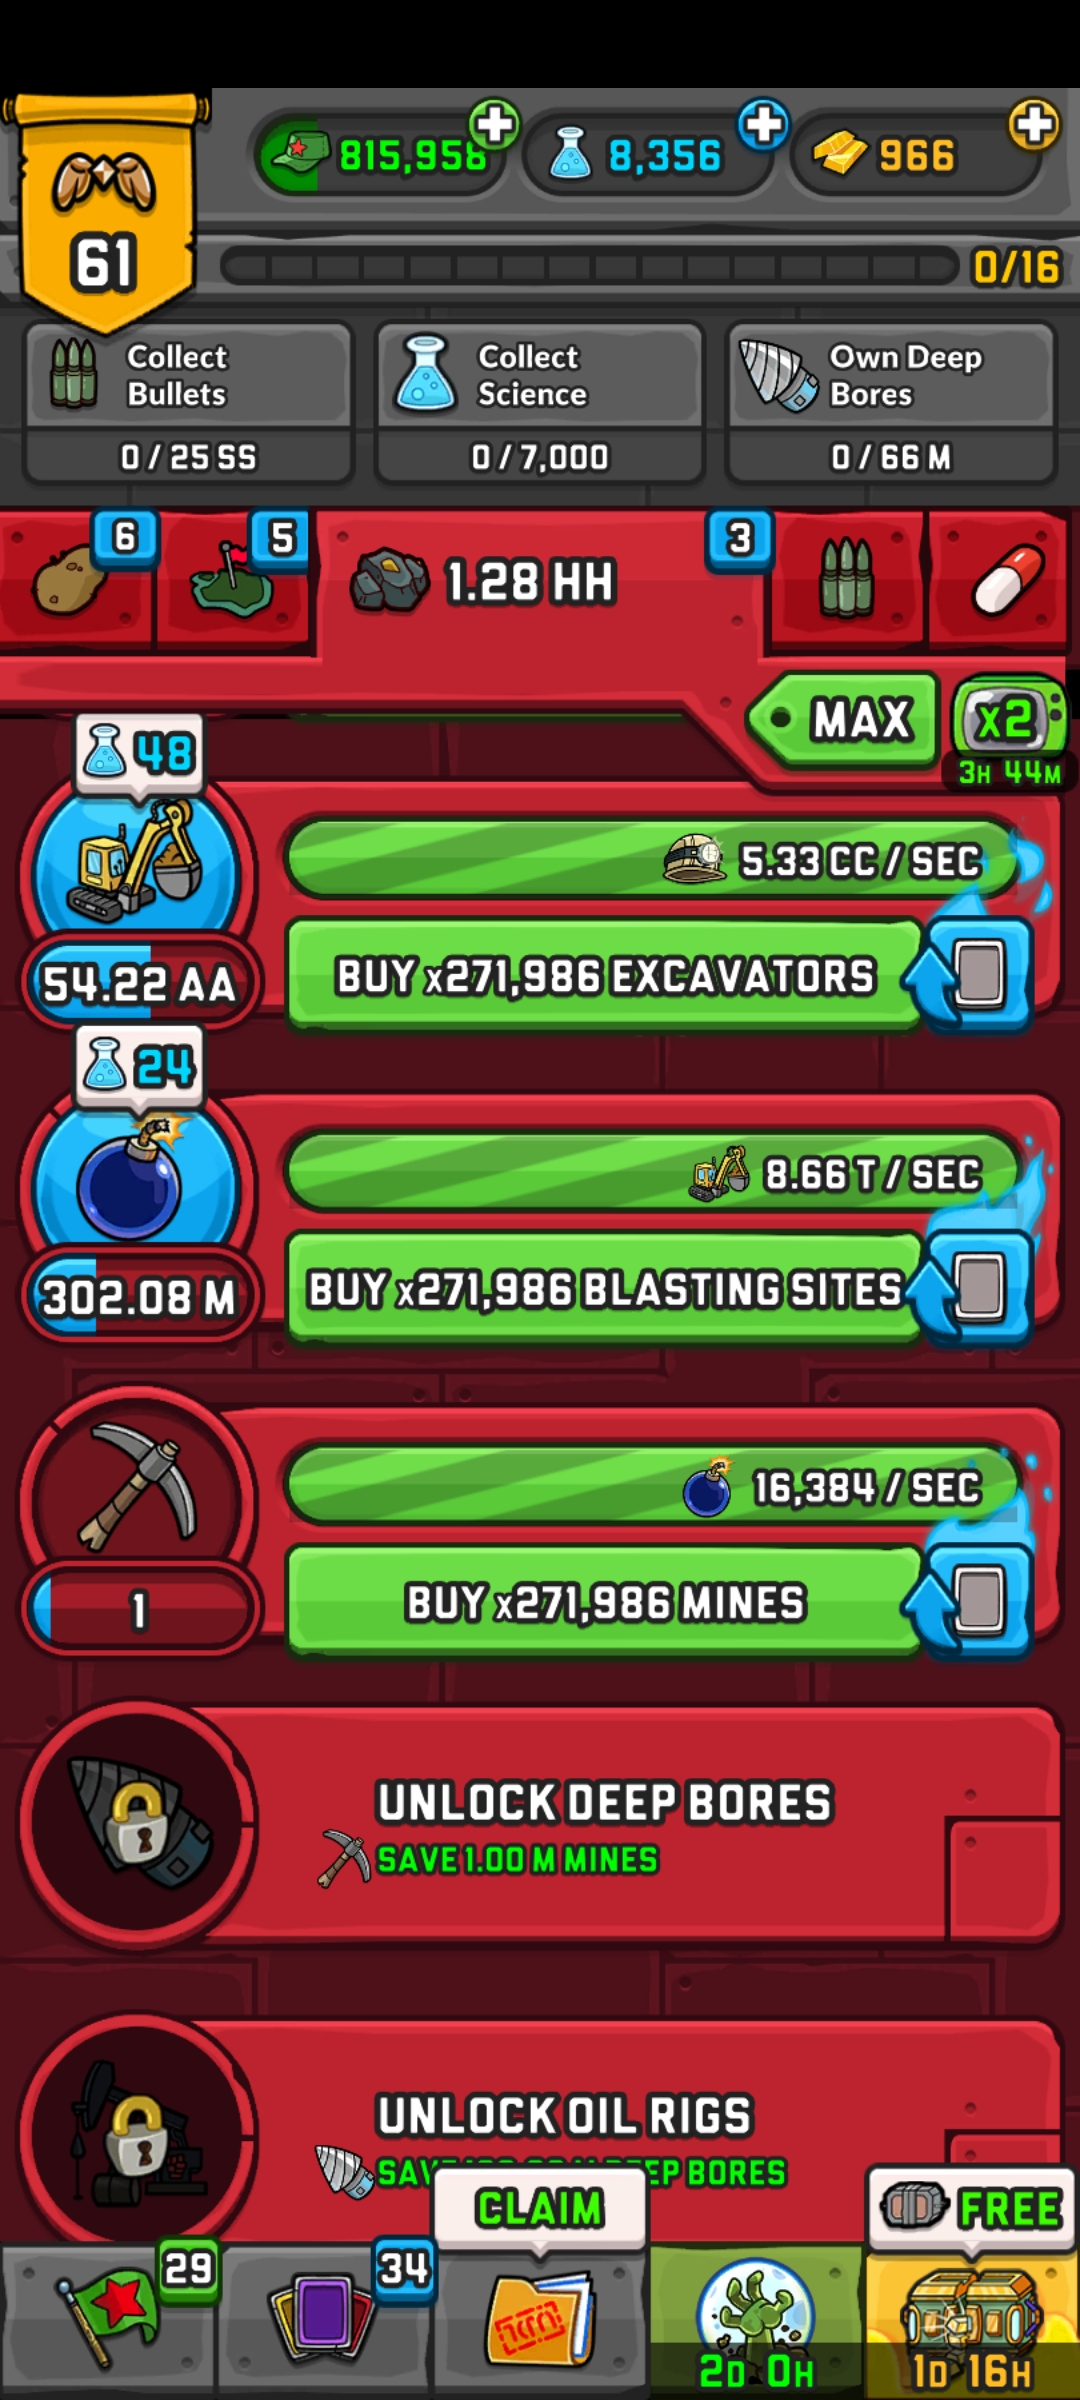 61
815,958
8,356
966
0/16
Collect
Bullets
0 / 25 SS
Collect
Science
0 / 7,000
Own Deep
Bores
0 / 66 M
6
5
1.28 HH
3
MAX
x2
3H 44M
48
5.33 CC / SEC
54.22 AA
BUY x271,986 EXCAVATORS
24
8.66 T / SEC
302.08 M
BUY x271,986 BLASTING SITES
16,384 / SEC
1
BUY x271,986 MINES
UNLOCK DEEP BORES
SAVE 1.00 M MINES
UNLOCK OIL RIGS
DEEP BORES
CLAIM
FREE
29
34
2D 0H
1D 16H